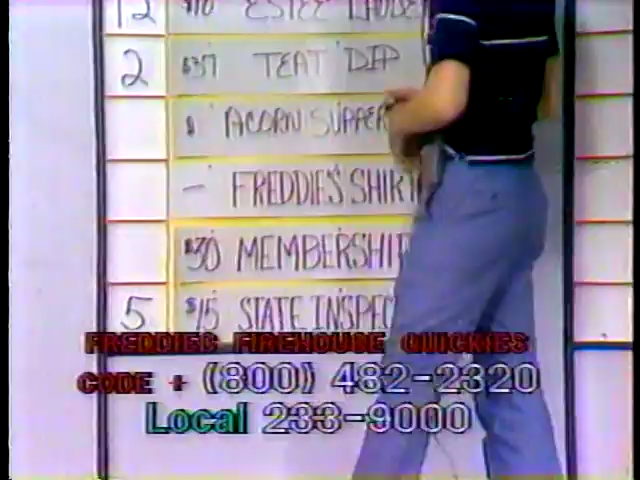 12 $10 ESTEE LAUDE
2 $37 TEAT DIP
$ ACORN SUPPER
- FREDDIES SHIRT
$30 MEMBERSHIP
5 $15 STATE INSPEC
FREDDIES FIREHOUSE QUICKIES
CODE + (800) 482-2320
Local 233-9000